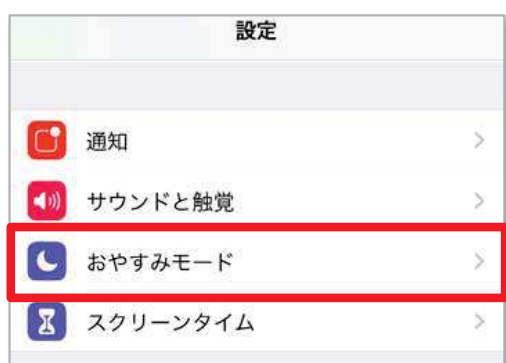 設定
通知
サウンドと触覚
おやすみモード
スクリーンタイム